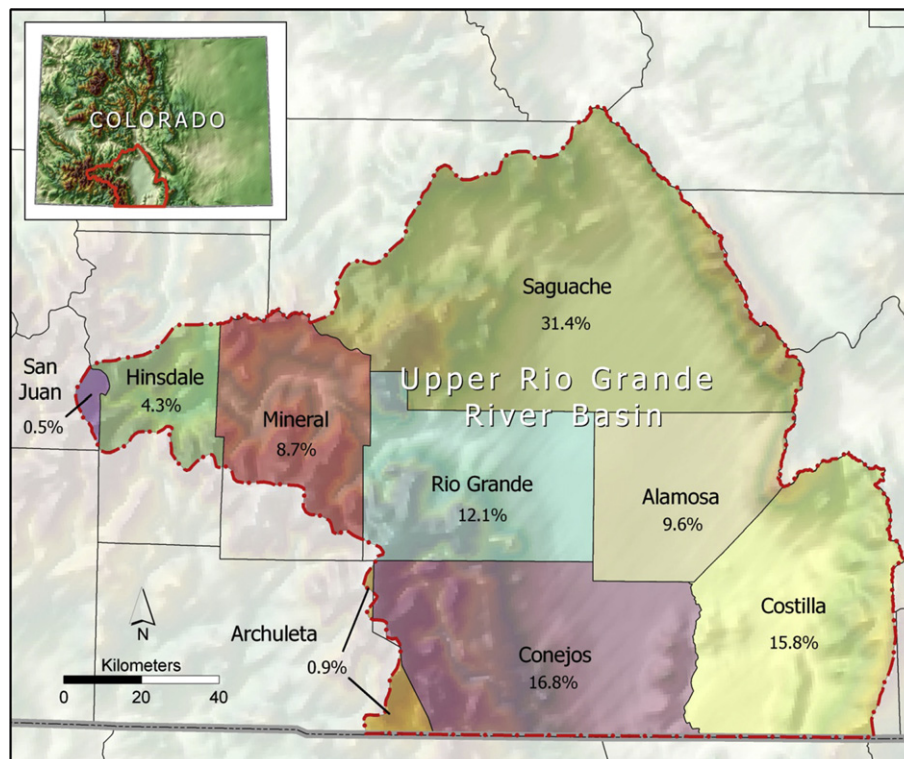 COLORADO
Saguache
31.4%
Upper Rio Grande
River Basin
San
Juan
0.5%
Hinsdale
4.3%
Mineral
8.7%
Rio Grande
12.1%
Alamosa
9.6%
Costilla
15.8%
Conejos
16.8%
Archuleta
0.9%
N
Kilometers
0 20 40